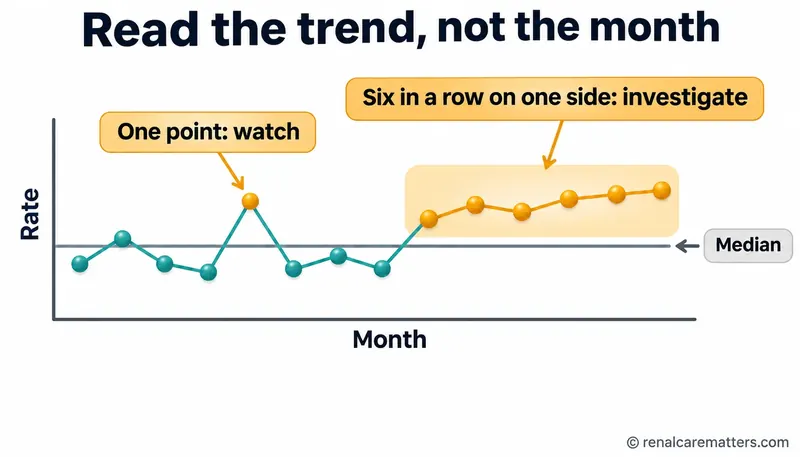 Read the trend, not the month
Six in a row on one side: investigate
One point: watch
Rate
Median
Month
© renalcarematters.com